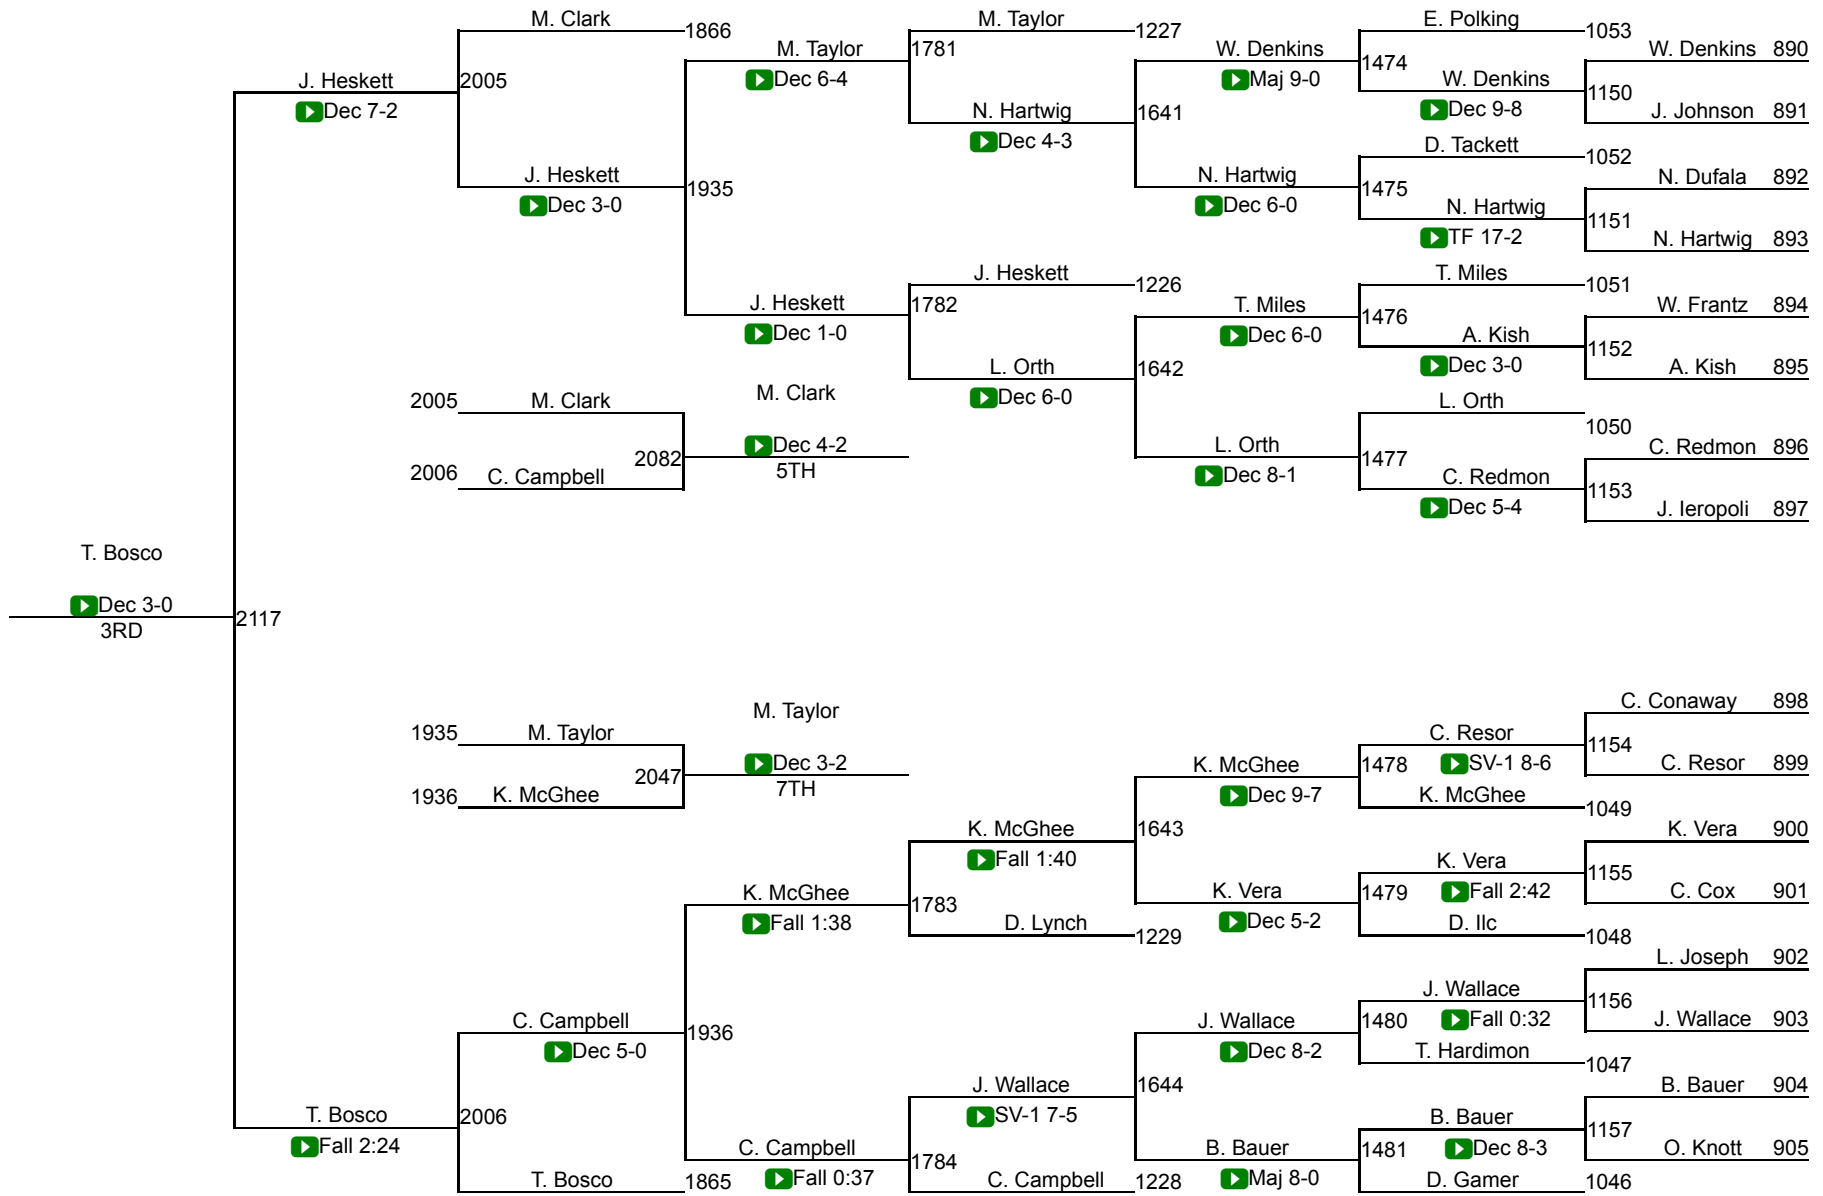 M. Clark
M. Taylor
E. Polking
1866
1227
1053
M. Taylor
1781
W. Denkins
W. Denkins 890
J. Heskett
2005
Dec 6-4
Maj 9-0
1474
W. Denkins
1150
Dec 7-2
N. Hartwig
1641
Dec 9-8
J. Johnson 891
Dec 4-3
D. Tackett
1052
J. Heskett
1935
N. Hartwig
1475
N. Dufala 892
Dec 3-0
Dec 6-0
N. Hartwig
1151
TF 17-2
N. Hartwig 893
J. Heskett
1226
T. Miles
1051
J. Heskett
1782
T. Miles
1476
W. Frantz 894
Dec 1-0
Dec 6-0
A. Kish
1152
L. Orth
1642
Dec 3-0
A. Kish 895
2005
M. Clark
M. Clark
Dec 6-0
L. Orth
1050
2082
Dec 4-2
L. Orth
1477
C. Redmon 896
2006
C. Campbell
5TH
Dec 8-1
C. Redmon
1153
Dec 5-4
J. Ieropoli 897
T. Bosco
Dec 3-0
2117
3RD
C. Conaway 898
1935
M. Taylor
M. Taylor
C. Resor
1154
2047
Dec 3-2
K. McGhee
1478
SV-1 8-6
C. Resor 899
1936
K. McGhee
7TH
Dec 9-7
K. McGhee
1049
K. McGhee
1643
K. Vera 900
Fall 1:40
K. Vera
1155
K. McGhee
1783
K. Vera
1479
Fall 2:42
C. Cox 901
Fall 1:38
D. Lynch
1229
Dec 5-2
D. Ilc
1048
L. Joseph 902
J. Wallace
1156
C. Campbell
1936
J. Wallace
1480
Fall 0:32
J. Wallace 903
Dec 5-0
Dec 8-2
T. Hardimon
1047
J. Wallace
1644
B. Bauer 904
T. Bosco
2006
SV-1 7-5
B. Bauer
1157
Fall 2:24
C. Campbell
1784
B. Bauer
1481
Dec 8-3
O. Knott 905
T. Bosco
1865
Fall 0:37
C. Campbell
1228
Maj 8-0
D. Gamer
1046